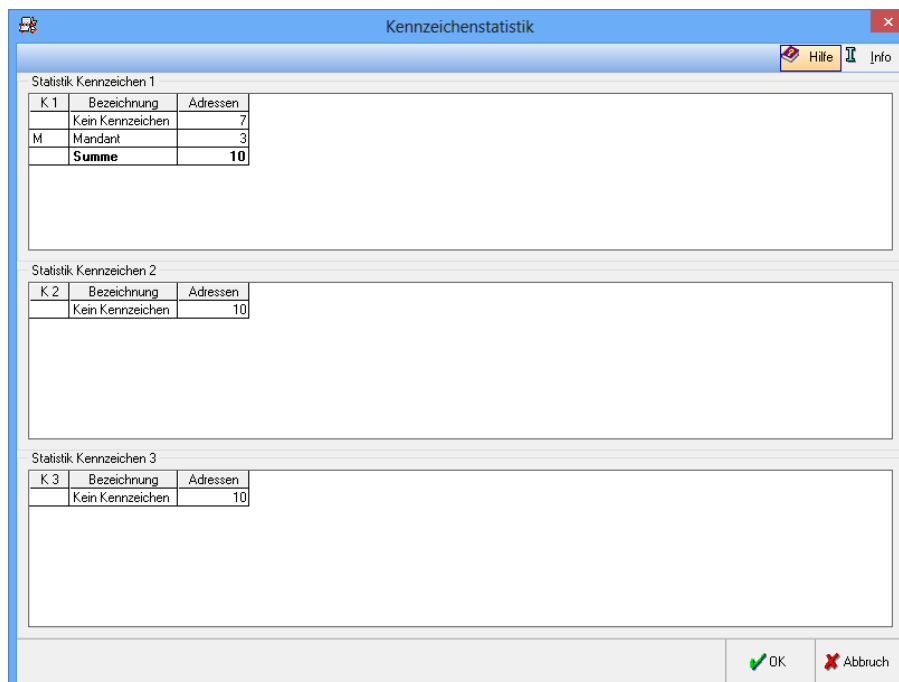 Kennzeichenstatistik
Hilfe Info
Statistik Kennzeichen 1
K 1 Bezeichnung Adressen
Kein Kennzeichen 7
M Mandant 3
Summe 10
Statistik Kennzeichen 2
K 2 Bezeichnung Adressen
Kein Kennzeichen 10
Statistik Kennzeichen 3
K 3 Bezeichnung Adressen
Kein Kennzeichen 10
OK Abbruch